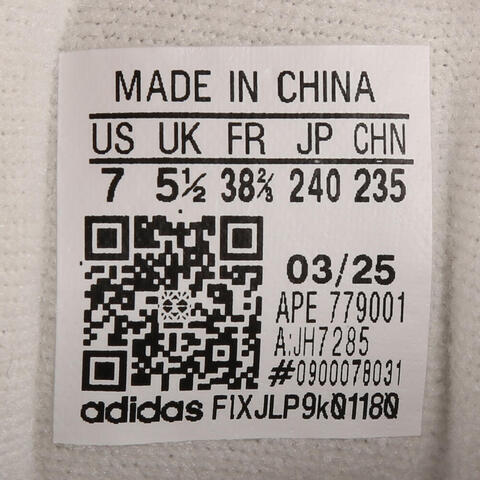 MADE IN CHINA
US UK FR JP CHN
7 5½ 38⅔ 240 235
03/25
APE 779001
A:JH7285
#0900078031
adidas F1XJLP9kQ118Q